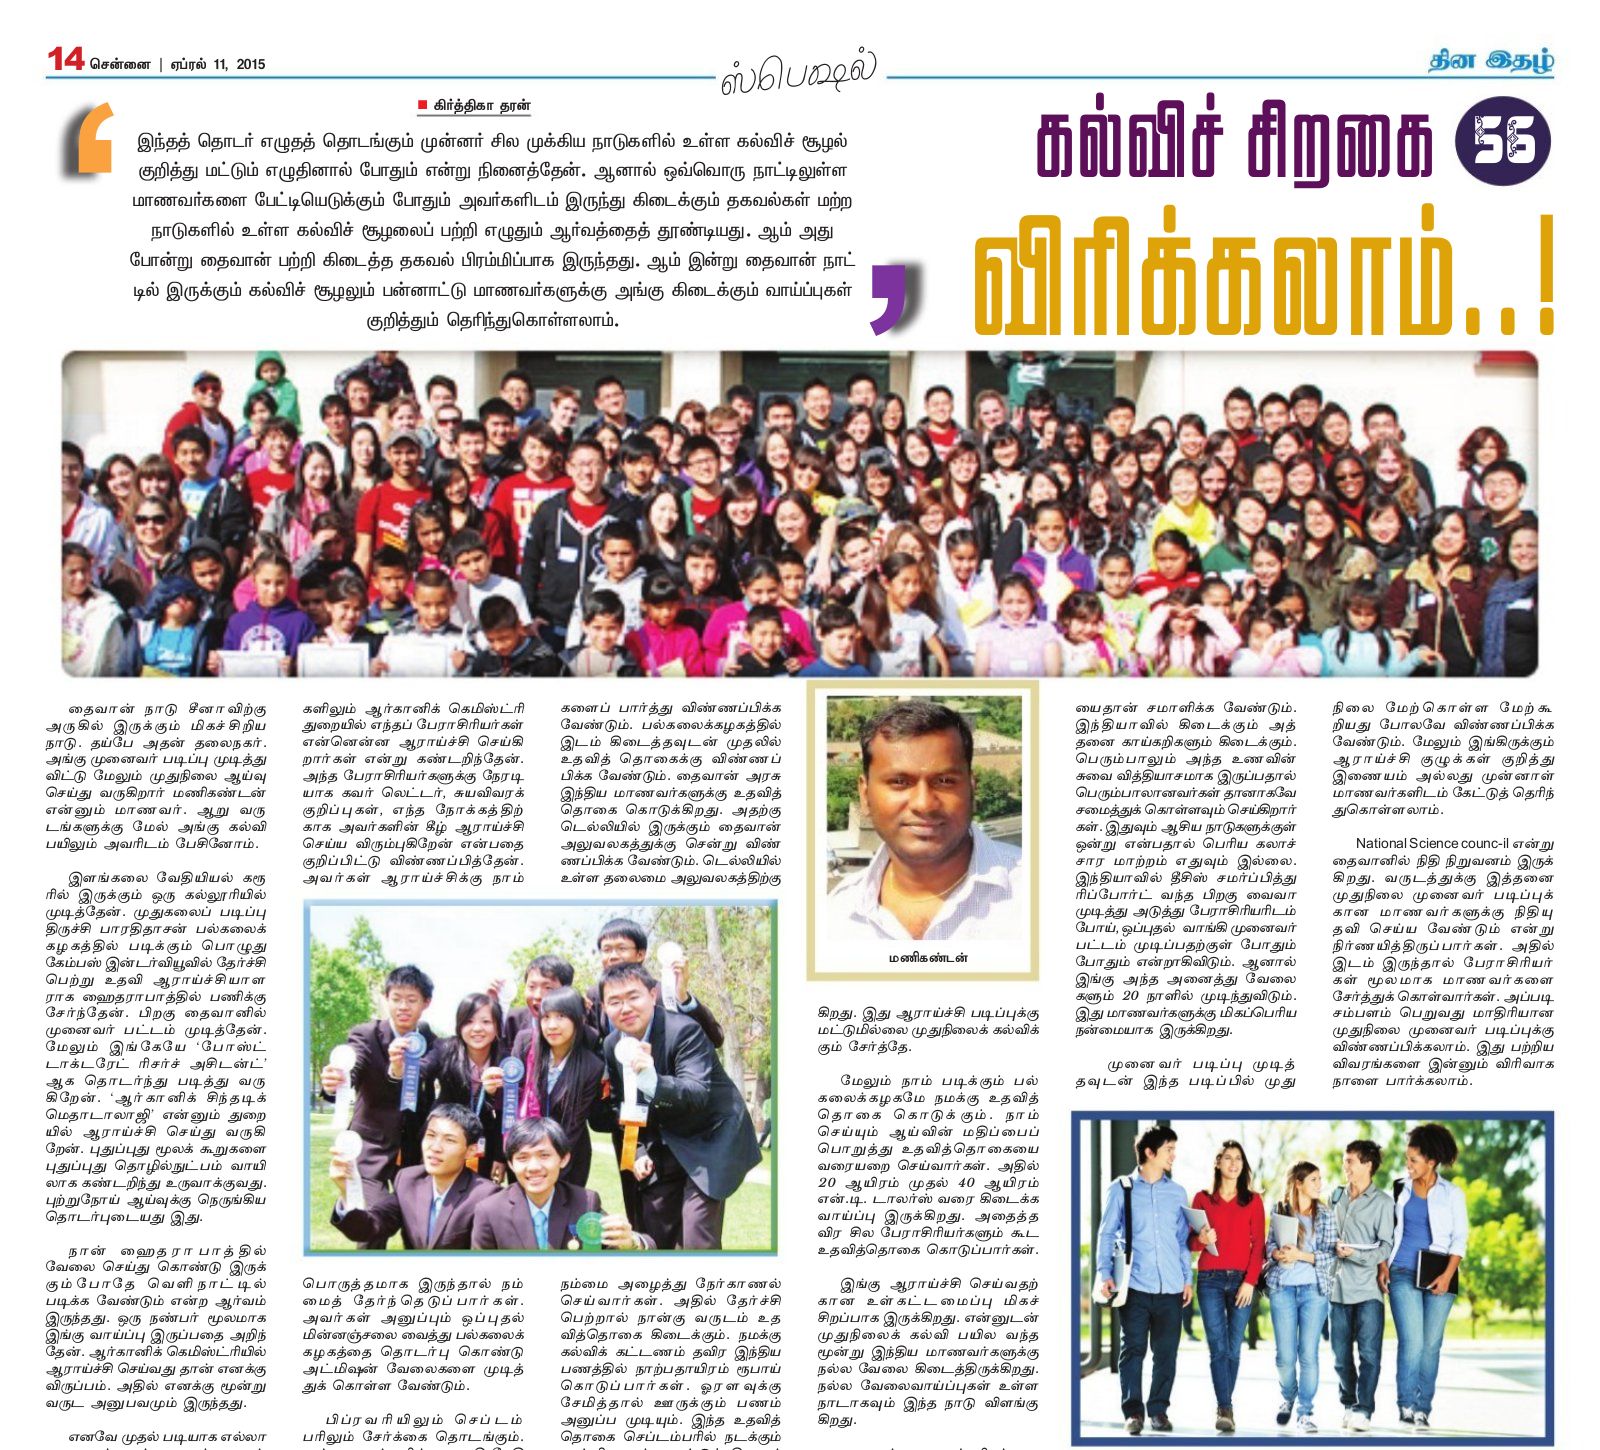 14 சென்னை | ஏப்ரல் 11, 2015
ஸ்பெஷல்
தின இதழ்
கிர்த்திகா தரன்
இந்தத் தொடர் எழுதத் தொடங்கும் முன்னர் சில முக்கிய நாடுகளில் உள்ள கல்விச் சூழல்
குறித்து மட்டும் எழுதினால் போதும் என்று நினைத்தேன். ஆனால் ஒவ்வொரு நாட்டிலுள்ள
மாணவர்களை பேட்டியெடுக்கும் போதும் அவர்களிடம் இருந்து கிடைக்கும் தகவல்கள் மற்ற
நாடுகளில் உள்ள கல்விச் சூழலைப் பற்றி எழுதும் ஆர்வத்தைத் தூண்டியது. ஆம் அது
போன்று தைவான் பற்றி கிடைத்த தகவல் பிரம்மிப்பாக இருந்தது. ஆம் இன்று தைவான் நாட்
டில் இருக்கும் கல்விச் சூழலும் பன்னாட்டு மாணவர்களுக்கு அங்கு கிடைக்கும் வாய்ப்புகள்
குறித்தும் தெரிந்துகொள்ளலாம்.
கல்விச் சிறகை 56
விரிக்கலாம்..!
தைவான் நாடு சீனாவிற்கு
அருகில் இருக்கும் மிகச்சிறிய
நாடு. தய்பே அதன் தலைநகர்.
அங்கு முனைவர் படிப்பு முடித்து
விட்டு மேலும் முதுநிலை ஆய்வு
செய்து வருகிறார் மணிகண்டன்
என்னும் மாணவர். ஆறு வரு
டங்களுக்கு மேல் அங்கு கல்வி
பயிலும் அவரிடம் பேசினோம்.
இளங்கலை வேதியியல் கரூ
ரில் இருக்கும் ஒரு கல்லூரியில்
முடித்தேன். முதுகலைப் படிப்பு
திருச்சி பாரதிதாசன் பல்கலைக்
கழகத்தில் படிக்கும் பொழுது
கேம்பஸ் இன்டர்வியூவில் தேர்ச்சி
பெற்று உதவி ஆராய்ச்சியாள
ராக ஹைதராபாத்தில் பணிக்கு
சேர்ந்தேன். பிறகு தைவானில்
முனைவர் பட்டம் முடித்தேன்.
மேலும் இங்கேயே ‘போஸ்ட்
டாக்டரேட் ரிசர்ச் அசிடன்ட்’
ஆக தொடர்ந்து படித்து வரு
கிறேன். ‘ஆர்கானிக் சிந்தடிக்
மெதாடாலாஜி’ என்னும் துறை
யில் ஆராய்ச்சி செய்து வருகி
றேன். புதுப்புது மூலக் கூறுகளை
புதுப்புது தொழில்நுட்பம் வாயி
லாக கண்டறிந்து உருவாக்குவது.
புற்றுநோய் ஆய்வுக்கு நெருங்கிய
தொடர்புடையது இது.
நான் ஹைதராபாத்தில்
வேலை செய்து கொண்டு இருக்
கும்போதே வெளிநாட்டில்
படிக்க வேண்டும் என்ற ஆர்வம்
இருந்தது. ஒரு நண்பர் மூலமாக
இங்கு வாய்ப்பு இருப்பதை அறிந்
தேன். ஆர்கானிக் கெமிஸ்ட்ரியில்
ஆராய்ச்சி செய்வது தான் எனக்கு
விருப்பம். அதில் எனக்கு மூன்று
வருட அனுபவமும் இருந்தது.
எனவே முதல் படியாக எல்லா
களிலும் ஆர்கானிக் கெமிஸ்ட்ரி
துறையில் எந்தப் பேராசிரியர்கள்
என்னென்ன ஆராய்ச்சி செய்கி
றார்கள் என்று கண்டறிந்தேன்.
அந்த பேராசிரியர்களுக்கு நேரடி
யாக கவர் லெட்டர், சுயவிவரக்
குறிப்புகள், எந்த நோக்கத்திற்
காக அவர்களின் கீழ் ஆராய்ச்சி
செய்ய விரும்புகிறேன் என்பதை
குறிப்பிட்டு விண்ணப்பித்தேன்.
அவர்கள் ஆராய்ச்சிக்கு நாம்
பொருத்தமாக இருந்தால் நம்
மைத் தேர்ந்தெடுப்பார்கள்.
அவர்கள் அனுப்பும் ஒப்புதல்
மின்னஞ்சலை வைத்து பல்கலைக்
கழகத்தை தொடர்பு கொண்டு
அட்மிஷன் வேலைகளை முடித்
துக் கொள்ள வேண்டும்.
பிப்ரவரியிலும் செப்டம்
பரிலும் சேர்க்கை தொடங்கும்.
களைப் பார்த்து விண்ணப்பிக்க
வேண்டும். பல்கலைக்கழகத்தில்
இடம் கிடைத்தவுடன் முதலில்
உதவித் தொகைக்கு விண்ணப்
பிக்க வேண்டும். தைவான் அரசு
இந்திய மாணவர்களுக்கு உதவித்
தொகை கொடுக்கிறது. அதற்கு
டெல்லியில் இருக்கும் தைவான்
அலுவலகத்துக்கு சென்று விண்
ணப்பிக்க வேண்டும். டெல்லியில்
உள்ள தலைமை அலுவலகத்திற்கு
நம்மை அழைத்து நேர்காணல்
செய்வார்கள். அதில் தேர்ச்சி
பெற்றால் நான்கு வருடம் உத
வித்தொகை கிடைக்கும். நமக்கு
கல்விக் கட்டணம் தவிர இந்திய
பணத்தில் நாற்பதாயிரம் ரூபாய்
கொடுப்பார்கள். ஓரளவுக்கு
சேமித்தால் ஊருக்கும் பணம்
அனுப்ப முடியும். இந்த உதவித்
தொகை செப்டம்பரில் நடக்கும்
மணிகண்டன்
கிறது. இது ஆராய்ச்சி படிப்புக்கு
மட்டுமில்லை முதுநிலைக் கல்விக்
கும் சேர்த்தே.
மேலும் நாம் படிக்கும் பல்
கலைக்கழகமே நமக்கு உதவித்
தொகை கொடுக்கும். நாம்
செய்யும் ஆய்வின் மதிப்பைப்
பொறுத்து உதவித்தொகையை
வரையறை செய்வார்கள். அதில்
20 ஆயிரம் முதல் 40 ஆயிரம்
என்.டி. டாலர்ஸ் வரை கிடைக்க
வாய்ப்பு இருக்கிறது. அதைத்த
விர சில பேராசிரியர்களும் கூட
உதவித்தொகை கொடுப்பார்கள்.
இங்கு ஆராய்ச்சி செய்வதற்
கான உள்கட்டமைப்பு மிகச்
சிறப்பாக இருக்கிறது. என்னுடன்
முதுநிலைக் கல்வி பயில வந்த
மூன்று இந்திய மாணவர்களுக்கு
நல்ல வேலை கிடைத்திருக்கிறது.
நல்ல வேலைவாய்ப்புகள் உள்ள
நாடாகவும் இந்த நாடு விளங்கு
கிறது.
யைதான் சமாளிக்க வேண்டும்.
இந்தியாவில் கிடைக்கும் அத்
தனை காய்கறிகளும் கிடைக்கும்.
பெரும்பாலும் அந்த உணவின்
சுவை வித்தியாசமாக இருப்பதால்
பெரும்பாலானவர்கள் தானாகவே
சமைத்துக் கொள்ளவும் செய்கிறார்
கள். இதுவும் ஆசிய நாடுகளுக்குள்
ஒன்று என்பதால் பெரிய கலாச்
சார மாற்றம் எதுவும் இல்லை.
இந்தியாவில் தீசிஸ் சமர்ப்பித்து
ரிப்போர்ட் வந்த பிறகு வைவா
முடித்து அடுத்து பேராசிரியரிடம்
போய், ஒப்புதல் வாங்கி முனைவர்
பட்டம் முடிப்பதற்குள் போதும்
போதும் என்றாகிவிடும். ஆனால்
இங்கு அந்த அனைத்து வேலை
களும் 20 நாளில் முடிந்துவிடும்.
இது மாணவர்களுக்கு மிகப்பெரிய
நன்மையாக இருக்கிறது.
முனைவர் படிப்பு முடித்
தவுடன் இந்த படிப்பில் முது
நிலை மேற்கொள்ள மேற்கூ
றியது போலவே விண்ணப்பிக்க
வேண்டும். மேலும் இங்கிருக்கும்
ஆராய்ச்சி குழுக்கள் குறித்து
இணையம் அல்லது முன்னாள்
மாணவர்களிடம் கேட்டுத் தெரிந்
துகொள்ளலாம்.
National Science counc-il என்று
தைவானில் நிதி நிறுவனம் இருக்
கிறது. வருடத்துக்கு இத்தனை
முதுநிலை முனைவர் படிப்புக்
கான மாணவர்களுக்கு நிதியு
தவி செய்ய வேண்டும் என்று
நிர்ணயித்திருப்பார்கள். அதில்
இடம் இருந்தால் பேராசிரியர்
கள் மூலமாக மாணவர்களை
சேர்த்துக் கொள்வார்கள். அப்படி
சம்பளம் பெறுவது மாதிரியான
முதுநிலை முனைவர் படிப்புக்கு
விண்ணப்பிக்கலாம். இது பற்றிய
விவரங்களை இன்னும் விரிவாக
நாளை பார்க்கலாம்.